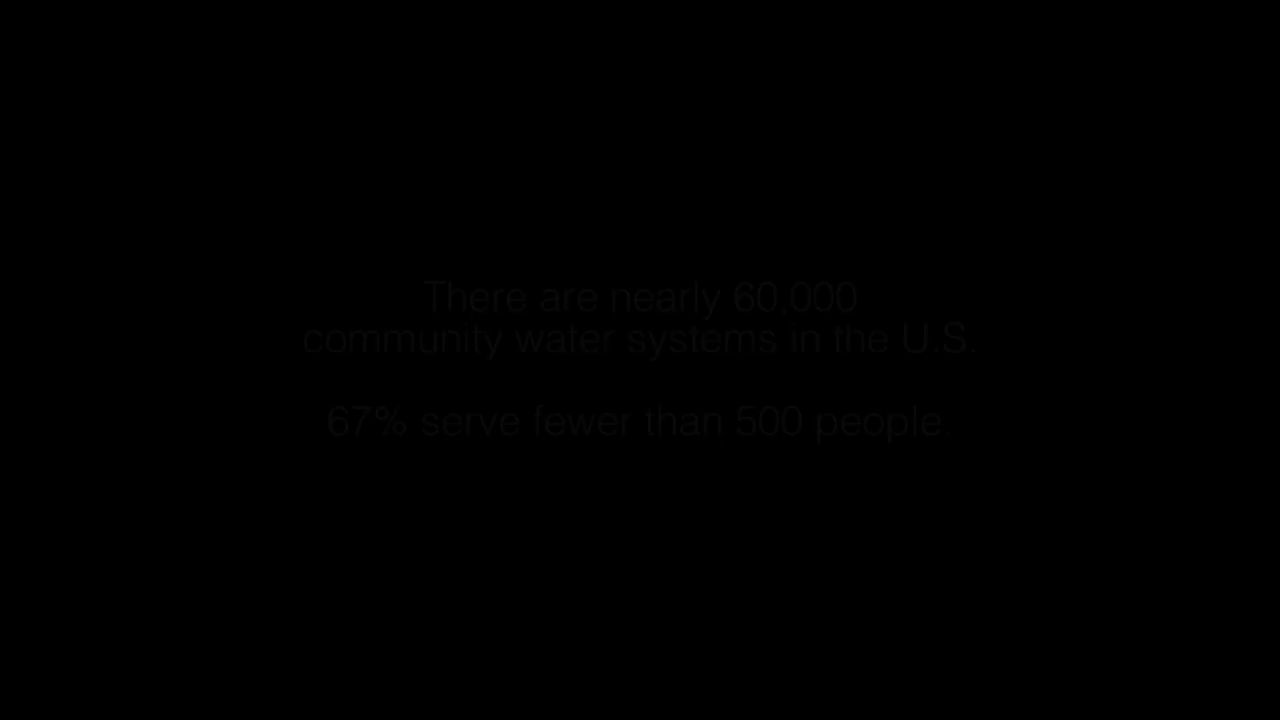 There are nearly 60,000
community water systems in the U.S.
67% serve fewer than 500 people.